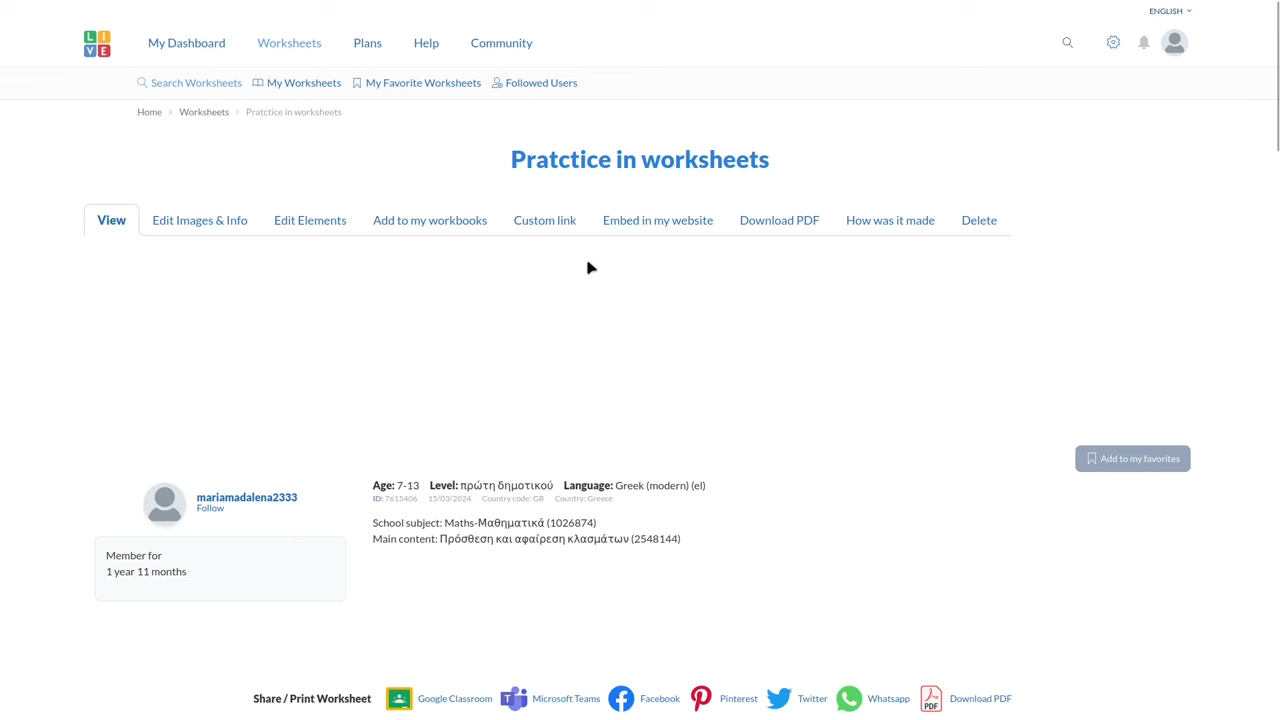 ENGLISH
LIVE
My Dashboard Worksheets Plans Help Community
Search Worksheets My Worksheets My Favorite Worksheets Followed Users
Home > Worksheets > Pratctice in worksheets
Pratctice in worksheets
View Edit Images & Info Edit Elements Add to my workbooks Custom link Embed in my website Download PDF How was it made Delete
Add to my favorites
mariamadalena2333
Follow
Member for
1 year 11 months
Age: 7-13 Level: πρώτη δημοτικού Language: Greek (modern) (el)
ID: 7615406 15/03/2024 Country code: GR Country: Greece
School subject: Maths-Μαθηματικά (1026874)
Main content: Πρόσθεση και αφαίρεση κλασμάτων (2548144)
Share / Print Worksheet Google Classroom Microsoft Teams Facebook Pinterest Twitter Whatsapp PDF Download PDF